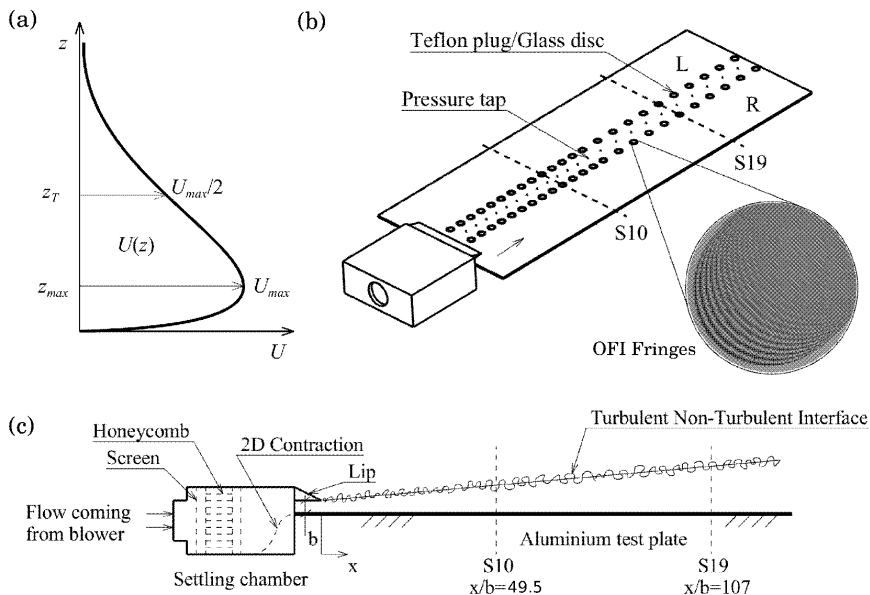 (a)
z
z_T
U_max/2
U(z)
z_max
U_max
U
(b)
Teflon plug/Glass disc
L
Pressure tap
R
S19
S10
OFI Fringes
(c)
Honeycomb
2D Contraction
Turbulent Non-Turbulent Interface
Screen
Lip
Flow coming
from blower
b
x
Aluminium test plate
Settling chamber
S10
x/b=49.5
S19
x/b=107